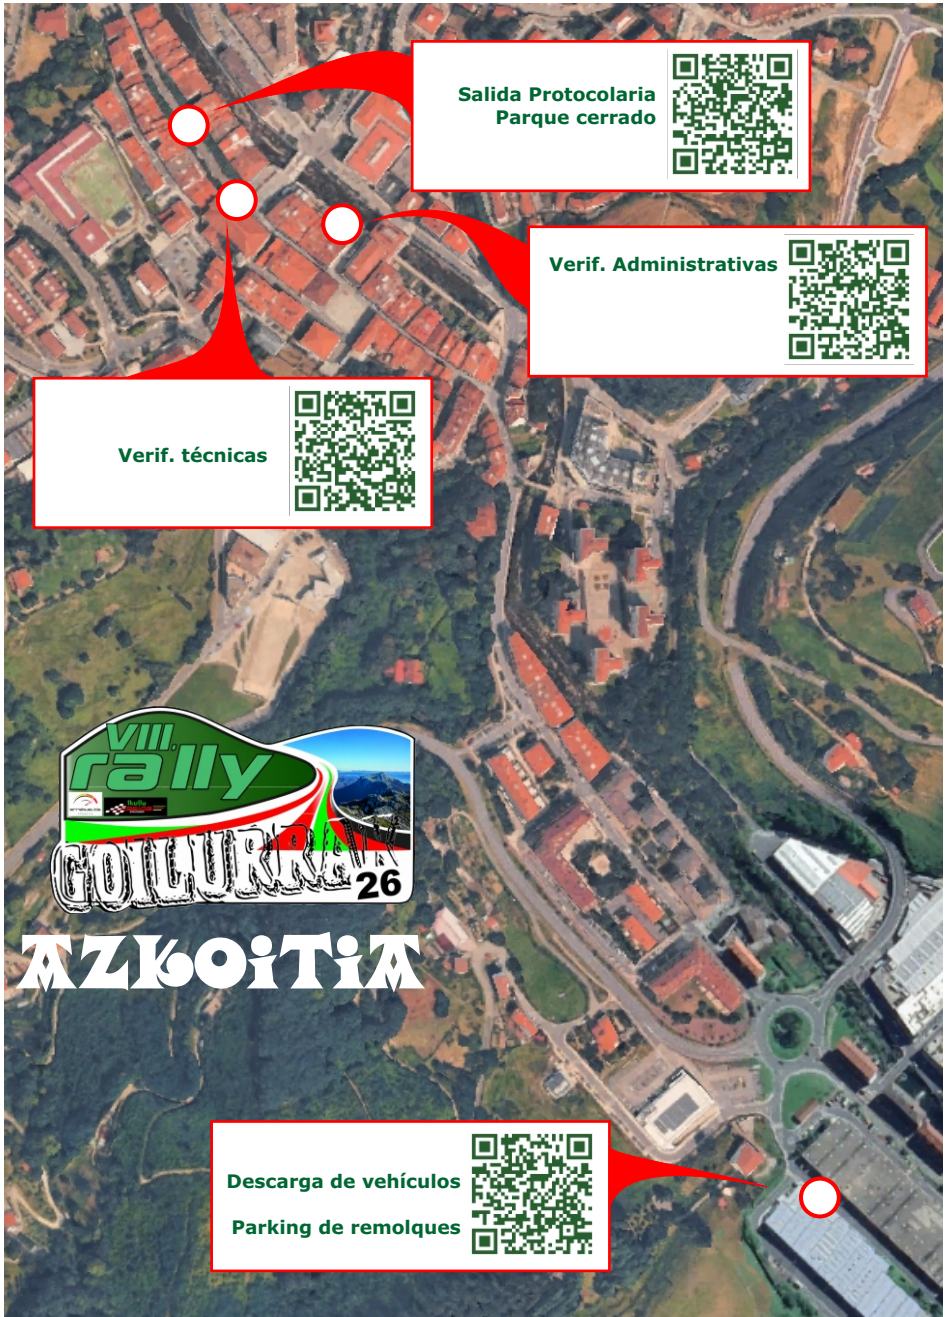 Salida Protocolaria
Parque cerrado
Verif. Administrativas
Verif. técnicas
VIII.
rally
GOILURRAK
26
AZKOiTiA
Descarga de vehículos
Parking de remolques